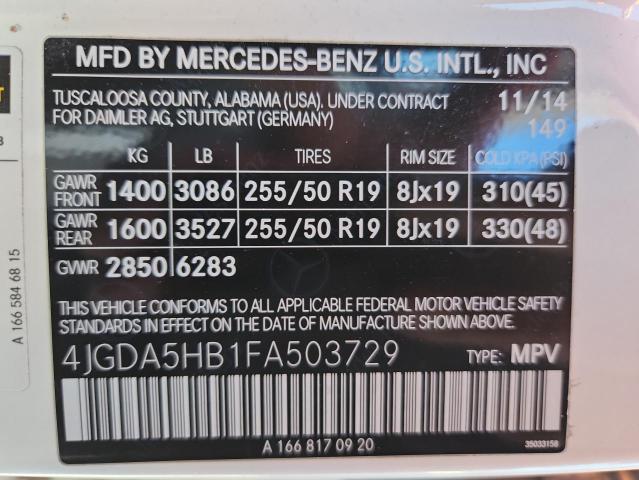 MFD BY MERCEDES-BENZ U.S. INTL., INC
TUSCALOOSA COUNTY, ALABAMA (USA). UNDER CONTRACT 11/14
FOR DAIMLER AG, STUTTGART (GERMANY) 149
KG LB TIRES RIM SIZE COLD KPA(PSI)
GAWR FRONT 1400 3086 255/50 R19 8Jx19 310(45)
GAWR REAR 1600 3527 255/50 R19 8Jx19 330(48)
GVWR 2850 6283
THIS VEHICLE CONFORMS TO ALL APPLICABLE FEDERAL MOTOR VEHICLE SAFETY
STANDARDS IN EFFECT ON THE DATE OF MANUFACTURE SHOWN ABOVE.
4JGDA5HB1FA503729 TYPE: MPV
A 166 817 09 20
35033158
A 166 584 68 15